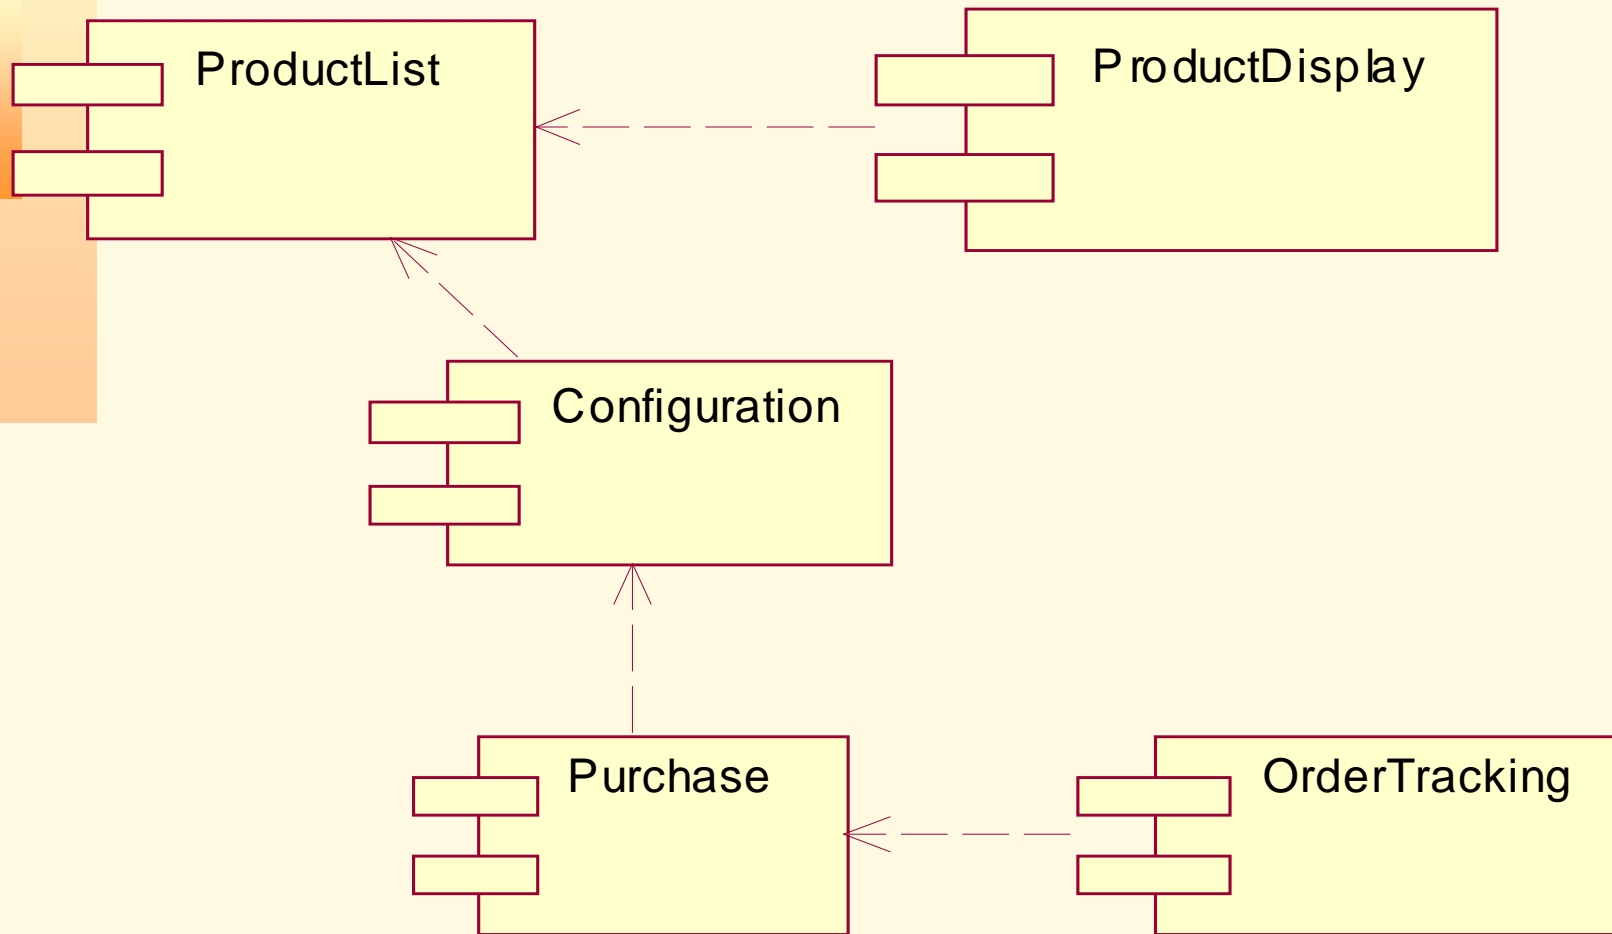 ProductList
ProductDisplay
Configuration
Purchase
OrderTracking